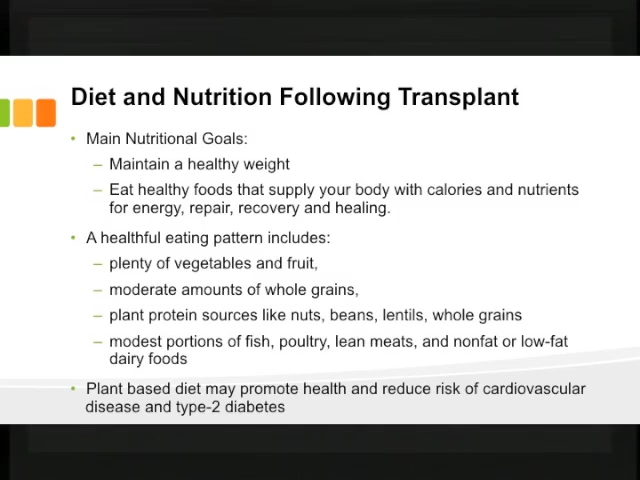 Diet and Nutrition Following Transplant
• Main Nutritional Goals:
– Maintain a healthy weight
– Eat healthy foods that supply your body with calories and nutrients
for energy, repair, recovery and healing.
• A healthful eating pattern includes:
– plenty of vegetables and fruit,
– moderate amounts of whole grains,
– plant protein sources like nuts, beans, lentils, whole grains
– modest portions of fish, poultry, lean meats, and nonfat or low-fat
dairy foods
• Plant based diet may promote health and reduce risk of cardiovascular
disease and type-2 diabetes